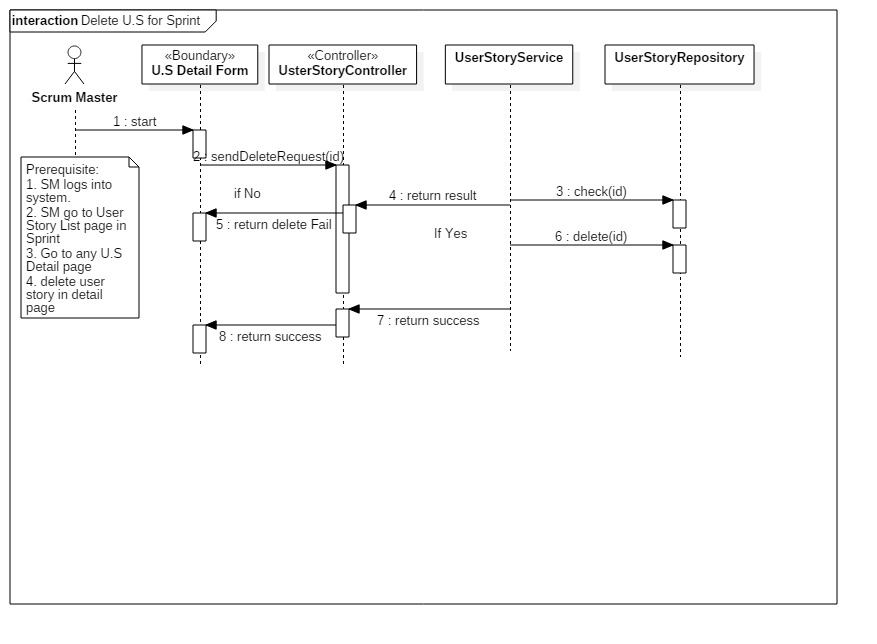 interaction Delete U.S for Sprint
Scrum Master
«Boundary»
U.S Detail Form
«Controller»
UsterStoryController
UserStoryService
UserStoryRepository
1 : start
2 : sendDeleteRequest(id)
3 : check(id)
4 : return result
if No
5 : return delete Fail
If Yes
6 : delete(id)
7 : return success
8 : return success
Prerequisite:
1. SM logs into
system.
2. SM go to User
Story List page in
Sprint
3. Go to any U.S
Detail page
4. delete user
story in detail
page